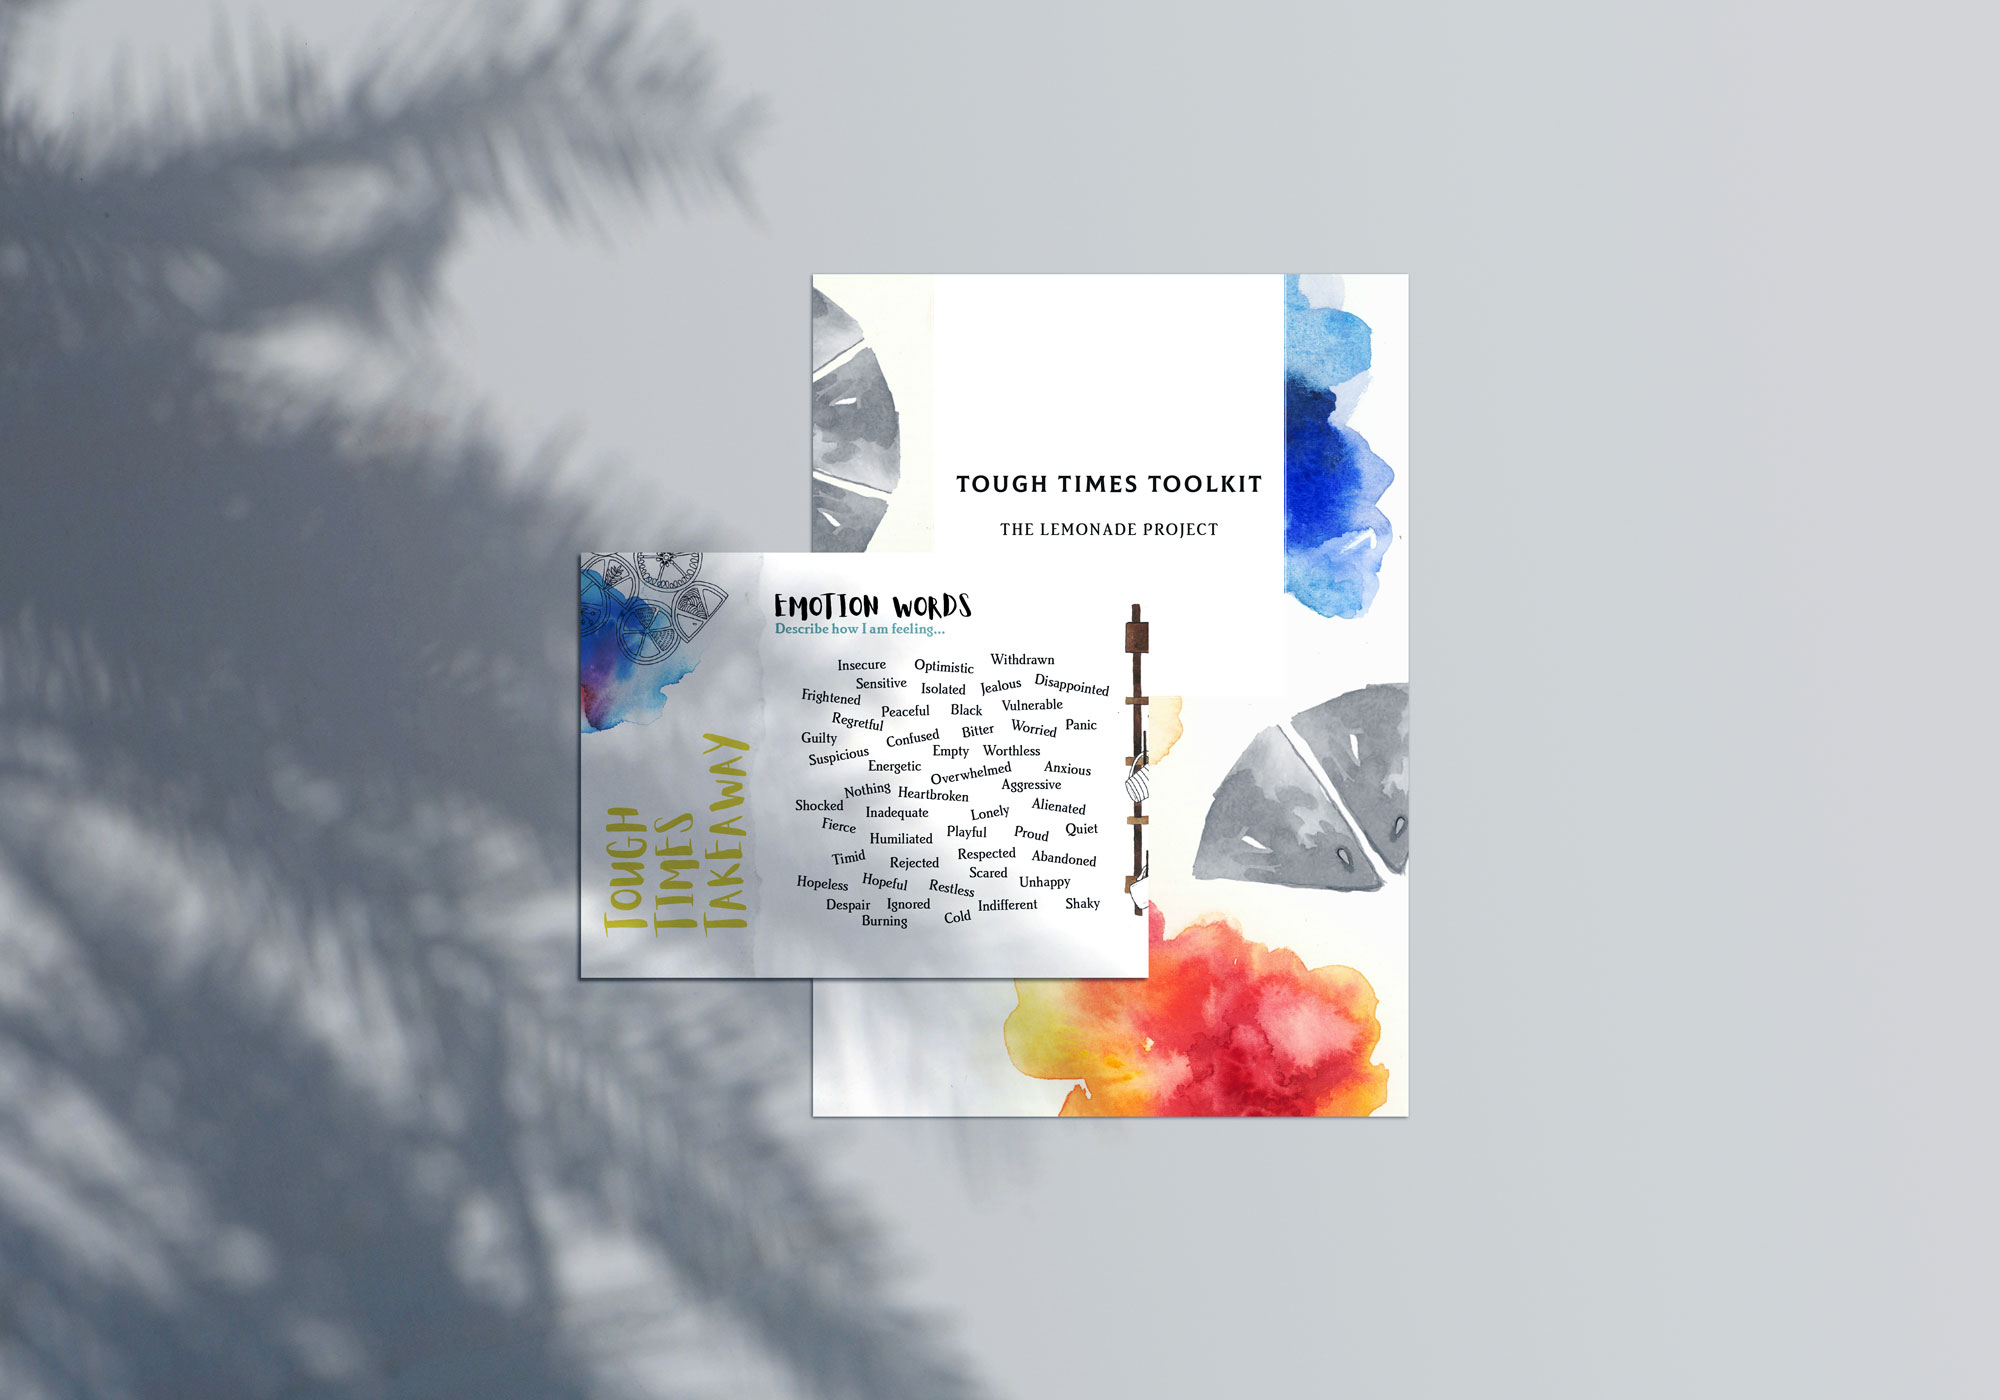 TOUGH TIMES TOOLKIT
THE LEMONADE PROJECT
EMOTION WORDS
Describe how I am feeling...
Insecure Optimistic Withdrawn
Sensitive Isolated Jealous Disappointed
Frightened Peaceful Black Vulnerable
Regretful Confused Bitter Worried Panic
Guilty
Suspicious Empty Worthless
Energetic Overwhelmed Anxious
Nothing Heartbroken Aggressive
Shocked Inadequate Lonely Alienated
Fierce Humiliated Playful Proud Quiet
Timid Rejected Respected Abandoned
Scared
Hopeless Hopeful Restless Unhappy
Despair Ignored Indifferent Shaky
Burning Cold
TOUGH
TIMES
TAKEAWAY